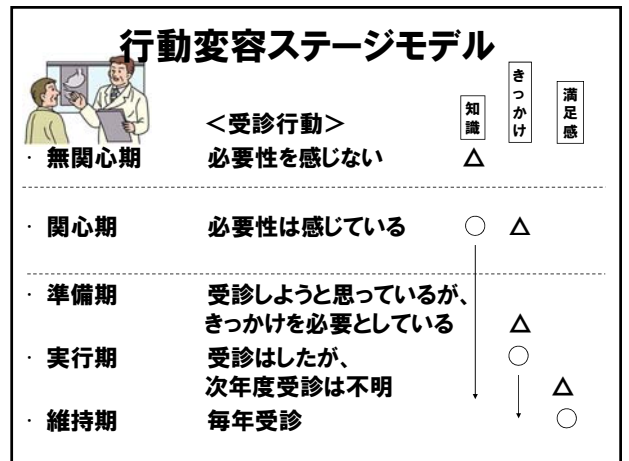 行動変容ステージモデル
きっかけ
満足感
知識
＜受診行動＞
・ 無関心期 必要性を感じない △
・ 関心期 必要性は感じている ○ △
・ 準備期 受診しようと思っているが、
きっかけを必要としている △
・ 実行期 受診はしたが、 ○
次年度受診は不明 △
・ 維持期 毎年受診 ○